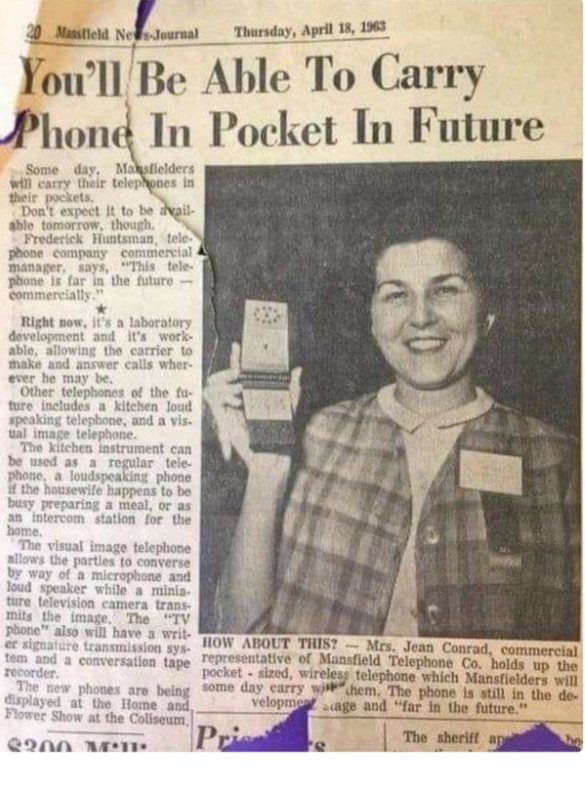 20 Mansfield News-Journal Thursday, April 18, 1963
You'll Be Able To Carry
Phone In Pocket In Future
Some day, Mansfielders
will carry their telephones in
their pockets.
Don't expect it to be avail-
able tomorrow, though.
Frederick Huntsman, tele-
phone company commercial
manager, says, "This tele-
phone is far in the future —
commercially."
★
Right now, it's a laboratory
development and it's work-
able, allowing the carrier to
make and answer calls wher-
ever he may be.
Other telephones of the fu-
ture includes a kitchen loud
speaking telephone, and a vis-
ual image telephone.
The kitchen instrument can
be used as a regular tele-
phone, a loudspeaking phone
if the housewife happens to be
busy preparing a meal, or as
an intercom station for the
home.
The visual image telephone
allows the parties to converse
by way of a microphone and
loud speaker while a minia-
ture television camera trans-
mits the image. The "TV
phone" also will have a writ-
er signature transmission sys-
tem and a conversation tape
recorder.
The new phones are being
displayed at the Home and
Flower Show at the Coliseum.
HOW ABOUT THIS? — Mrs. Jean Conrad, commercial
representative of Mansfield Telephone Co. holds up the
pocket - sized, wireless telephone which Mansfielders will
some day carry with them. The phone is still in the de-
velopment stage and "far in the future."
$300
The sheriff